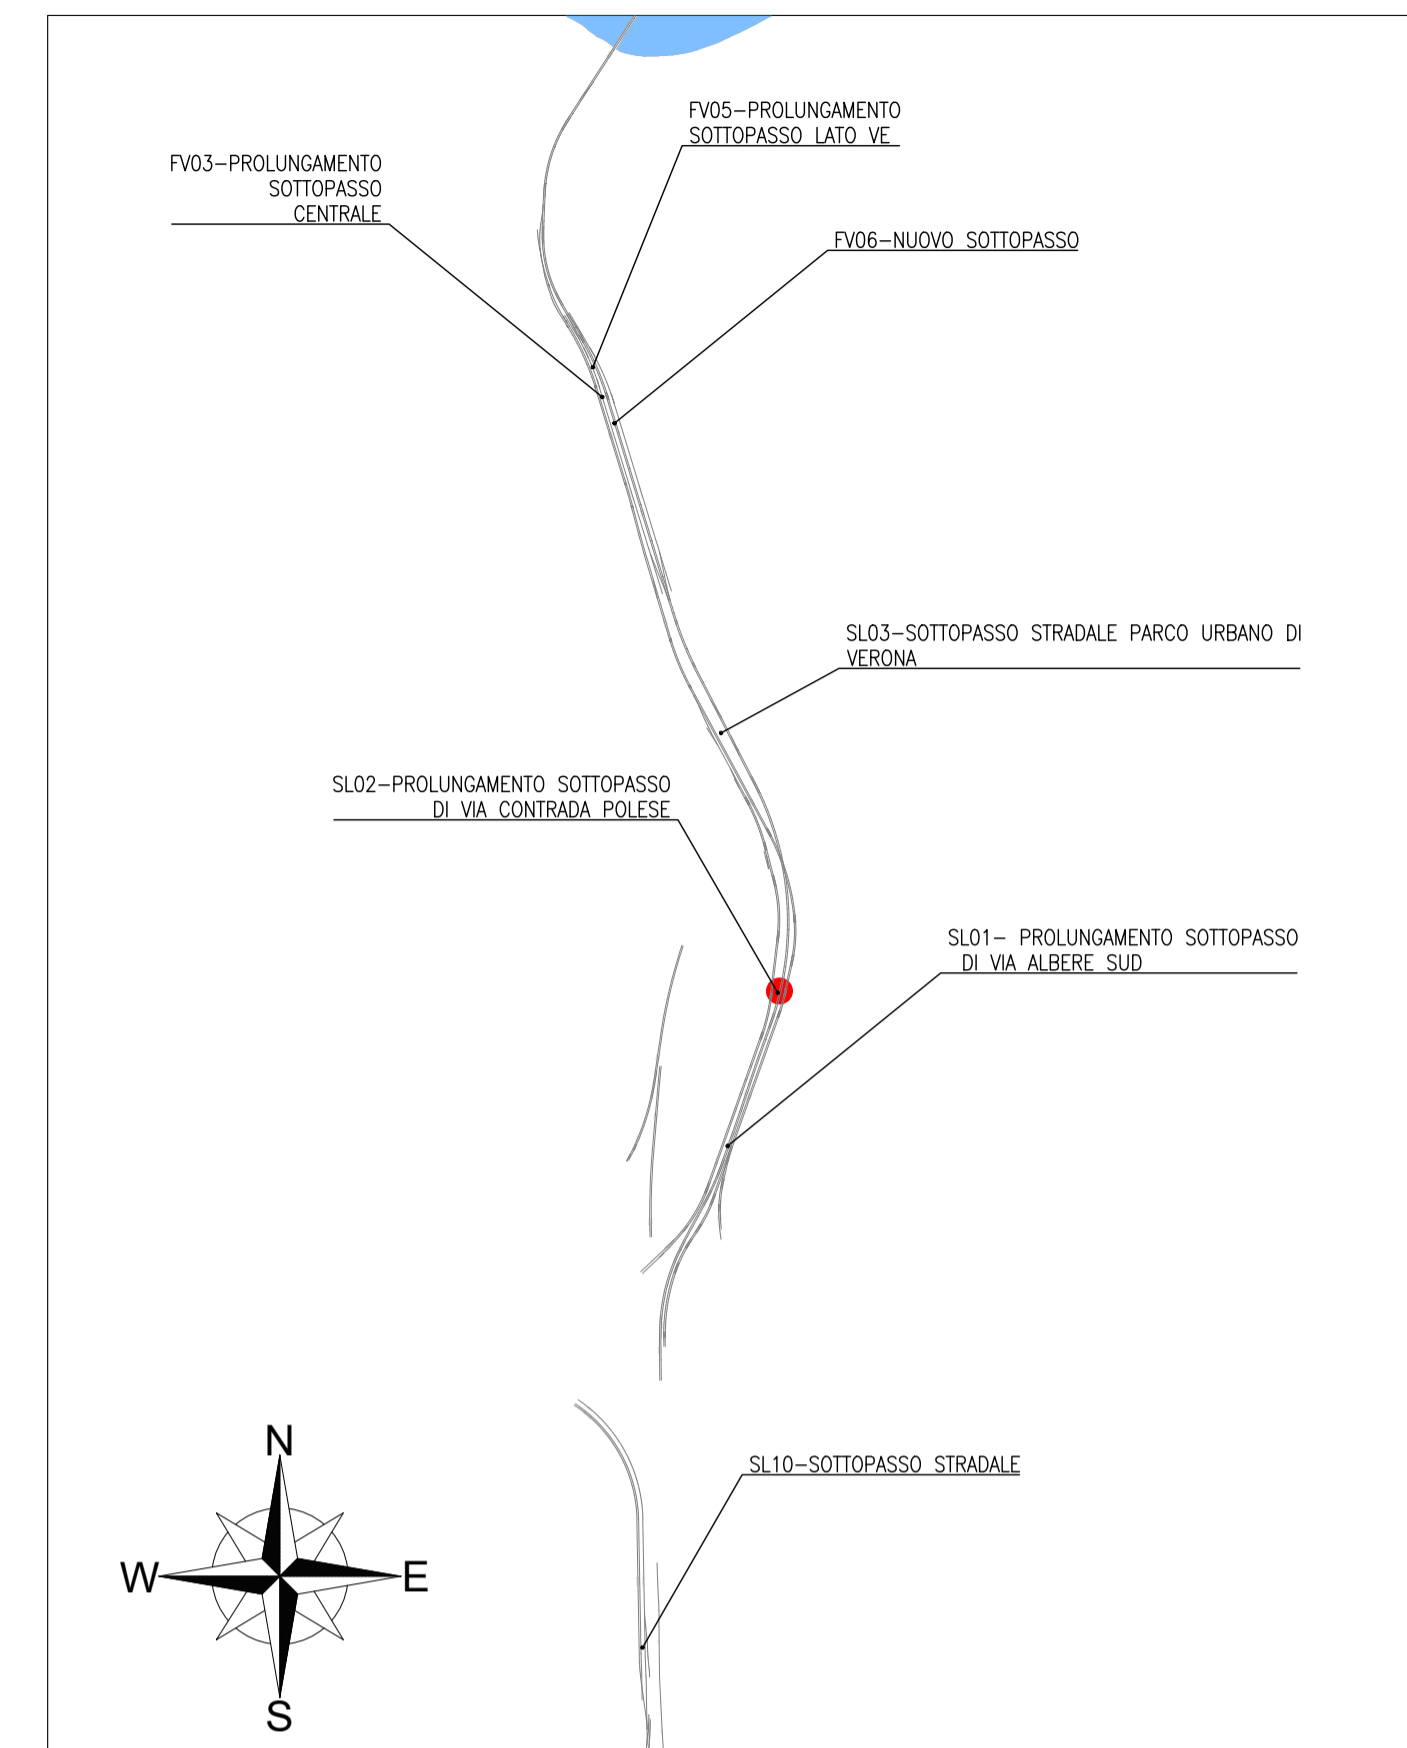 FV05-PROLUNGAMENTO
SOTTOPASSO LATO VE
FV03-PROLUNGAMENTO
SOTTOPASSO
CENTRALE
FV06-NUOVO SOTTOPASSO
SL03-SOTTOPASSO STRADALE PARCO URBANO DI
VERONA
SL02-PROLUNGAMENTO SOTTOPASSO
DI VIA CONTRADA POLESE
SL01- PROLUNGAMENTO SOTTOPASSO
DI VIA ALBERE SUD
SL10-SOTTOPASSO STRADALE
N
W
E
S